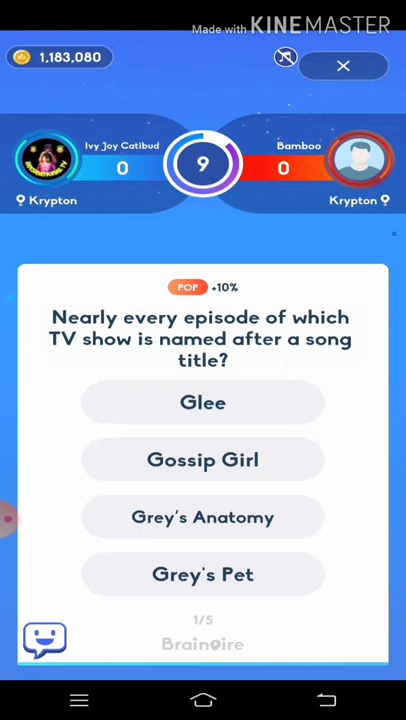 Made with KINEMASTER
1,183,080
Ivy Joy Catibud
Bamboo
0
9
0
Krypton
Krypton
POP +10%
Nearly every episode of which
TV show is named after a song
title?
Glee
Gossip Girl
Grey's Anatomy
Grey's Pet
1/5
Brainoire